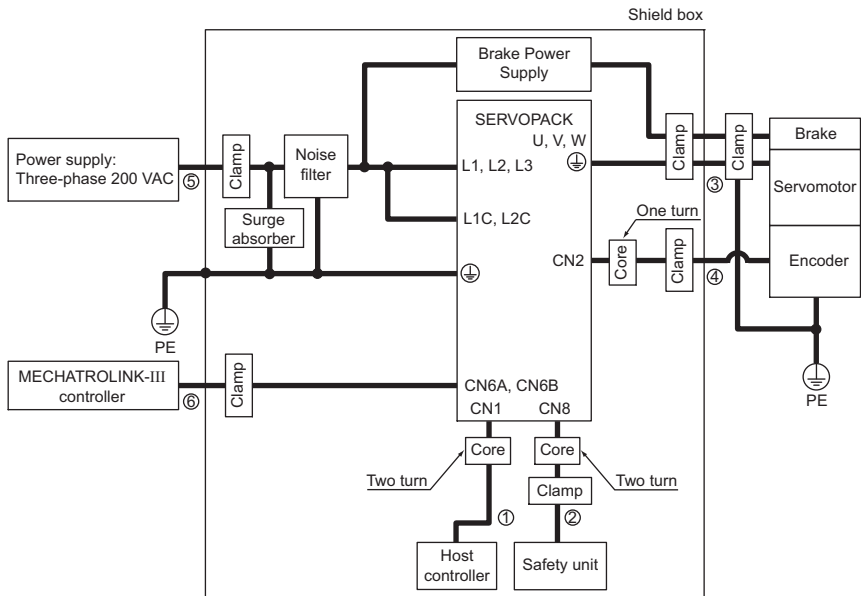 Shield box
Brake Power
Supply
SERVOPACK
U, V, W
Clamp
Clamp
Brake
Power supply:
Three-phase 200 VAC
⑤
Clamp
Noise
filter
L1, L2, L3
③
Servomotor
Surge
absorber
L1C, L2C
One turn
CN2
Core
Clamp
④
Encoder
PE
MECHATROLINK-III
controller
⑥
Clamp
CN6A, CN6B
PE
CN1
CN8
Core
Core
Two turn
Two turn
Clamp
①
②
Host
controller
Safety unit